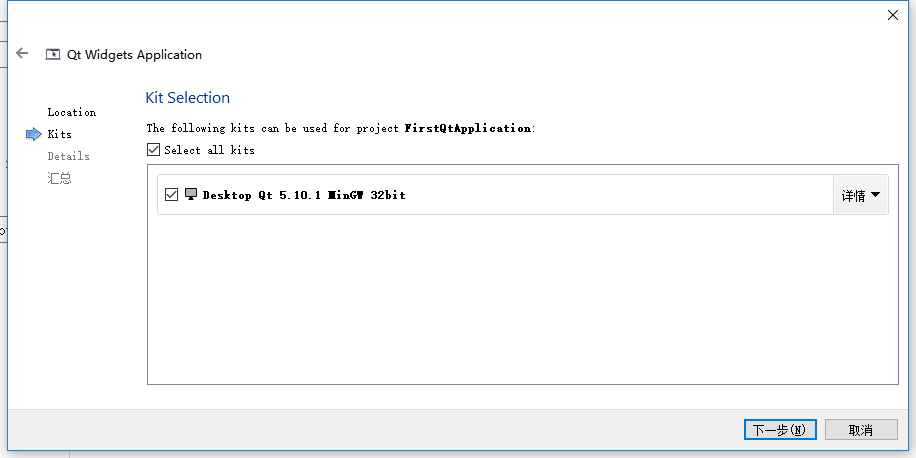 Qt Widgets Application
Location
Kits
Details
汇总
Kit Selection
The following kits can be used for project FirstQtApplication:
Select all kits
Desktop Qt 5.10.1 MinGW 32bit
详情
下一步(N)
取消